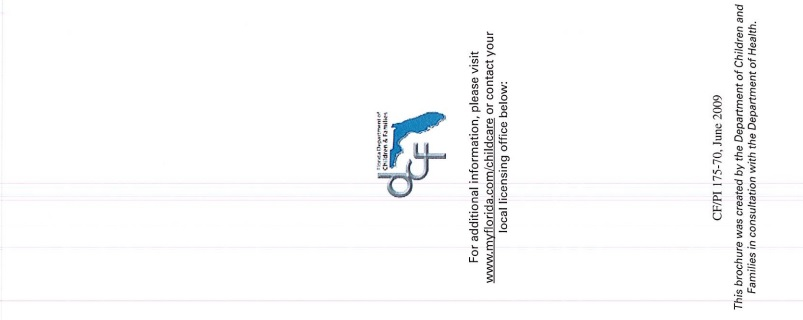 Florida Department of
Children & Families
dcf
For additional information, please visit
www.myflorida.com/childcare or contact your
local licensing office below:
CF/PI 175-70, June 2009
This brochure was created by the Department of Children and
Families in consultation with the Department of Health.